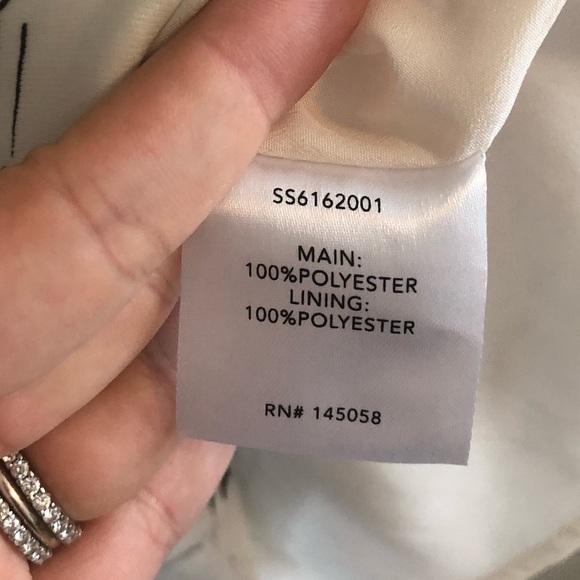 SS6162001
MAIN:
100%POLYESTER
LINING:
100%POLYESTER
RN# 145058